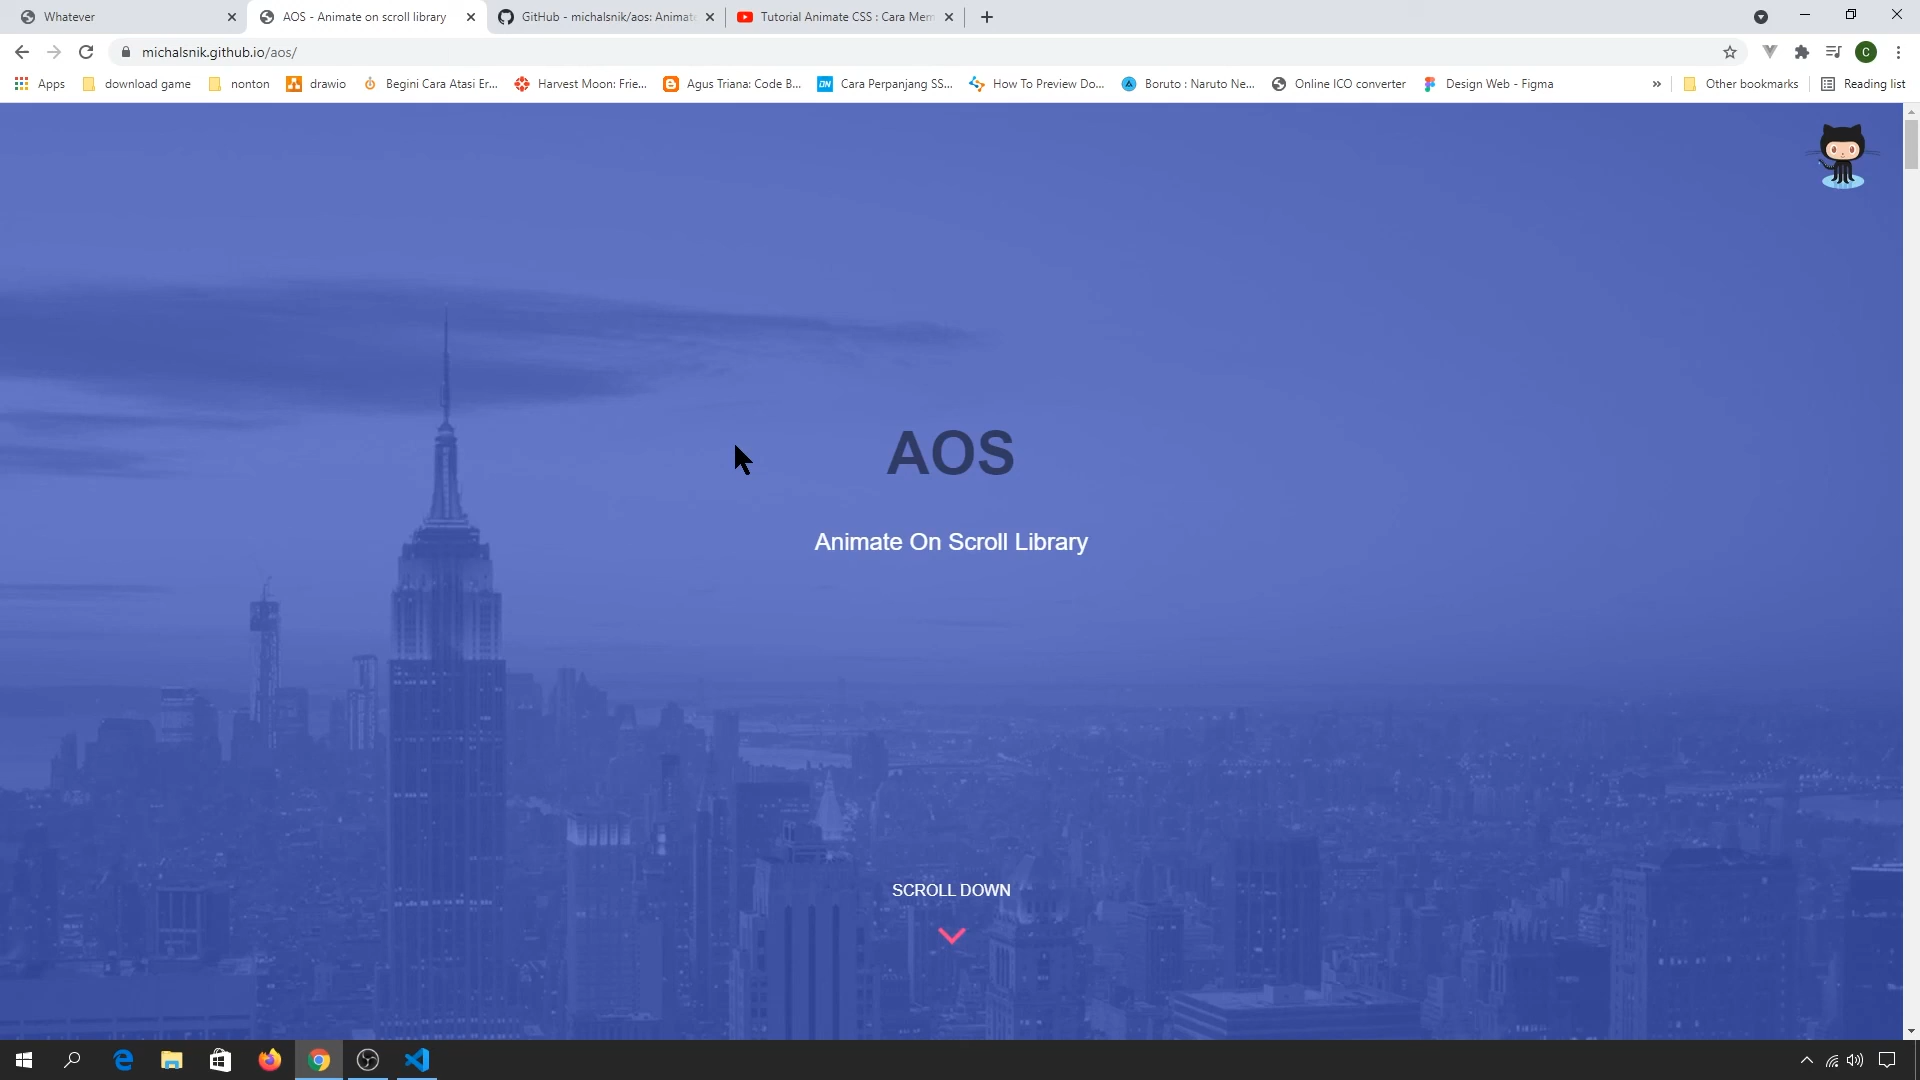 Whatever
AOS - Animate on scroll library
GitHub - michalsnik/aos: Animate
Tutorial Animate CSS : Cara Mem
michalsnik.github.io/aos/
C
Apps
download game
nonton
drawio
Begini Cara Atasi Er...
Harvest Moon: Frie...
Agus Triana: Code B...
DN
Cara Perpanjang SS...
How To Preview Do...
Boruto : Naruto Ne...
Online ICO converter
Design Web - Figma
»
Other bookmarks
Reading list
AOS
Animate On Scroll Library
SCROLL DOWN